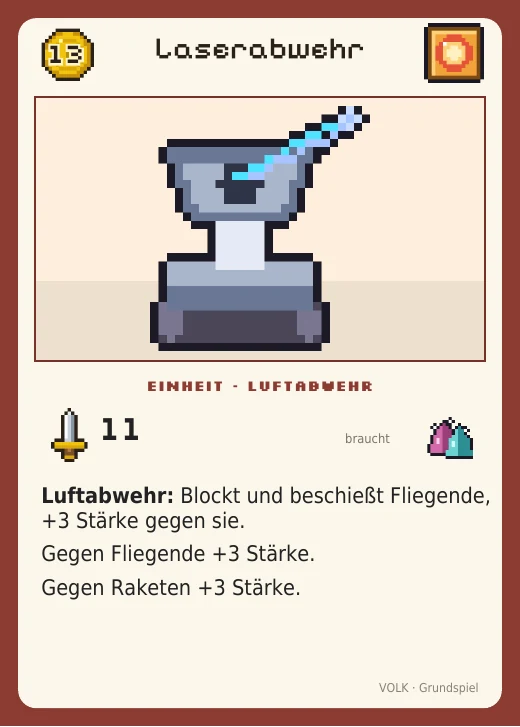 13
Laserabwehr
EINHEIT - LUFTABWEHR
11
braucht
Luftabwehr: Blockt und beschießt Fliegende,
+3 Stärke gegen sie.
Gegen Fliegende +3 Stärke.
Gegen Raketen +3 Stärke.
VOLK · Grundspiel